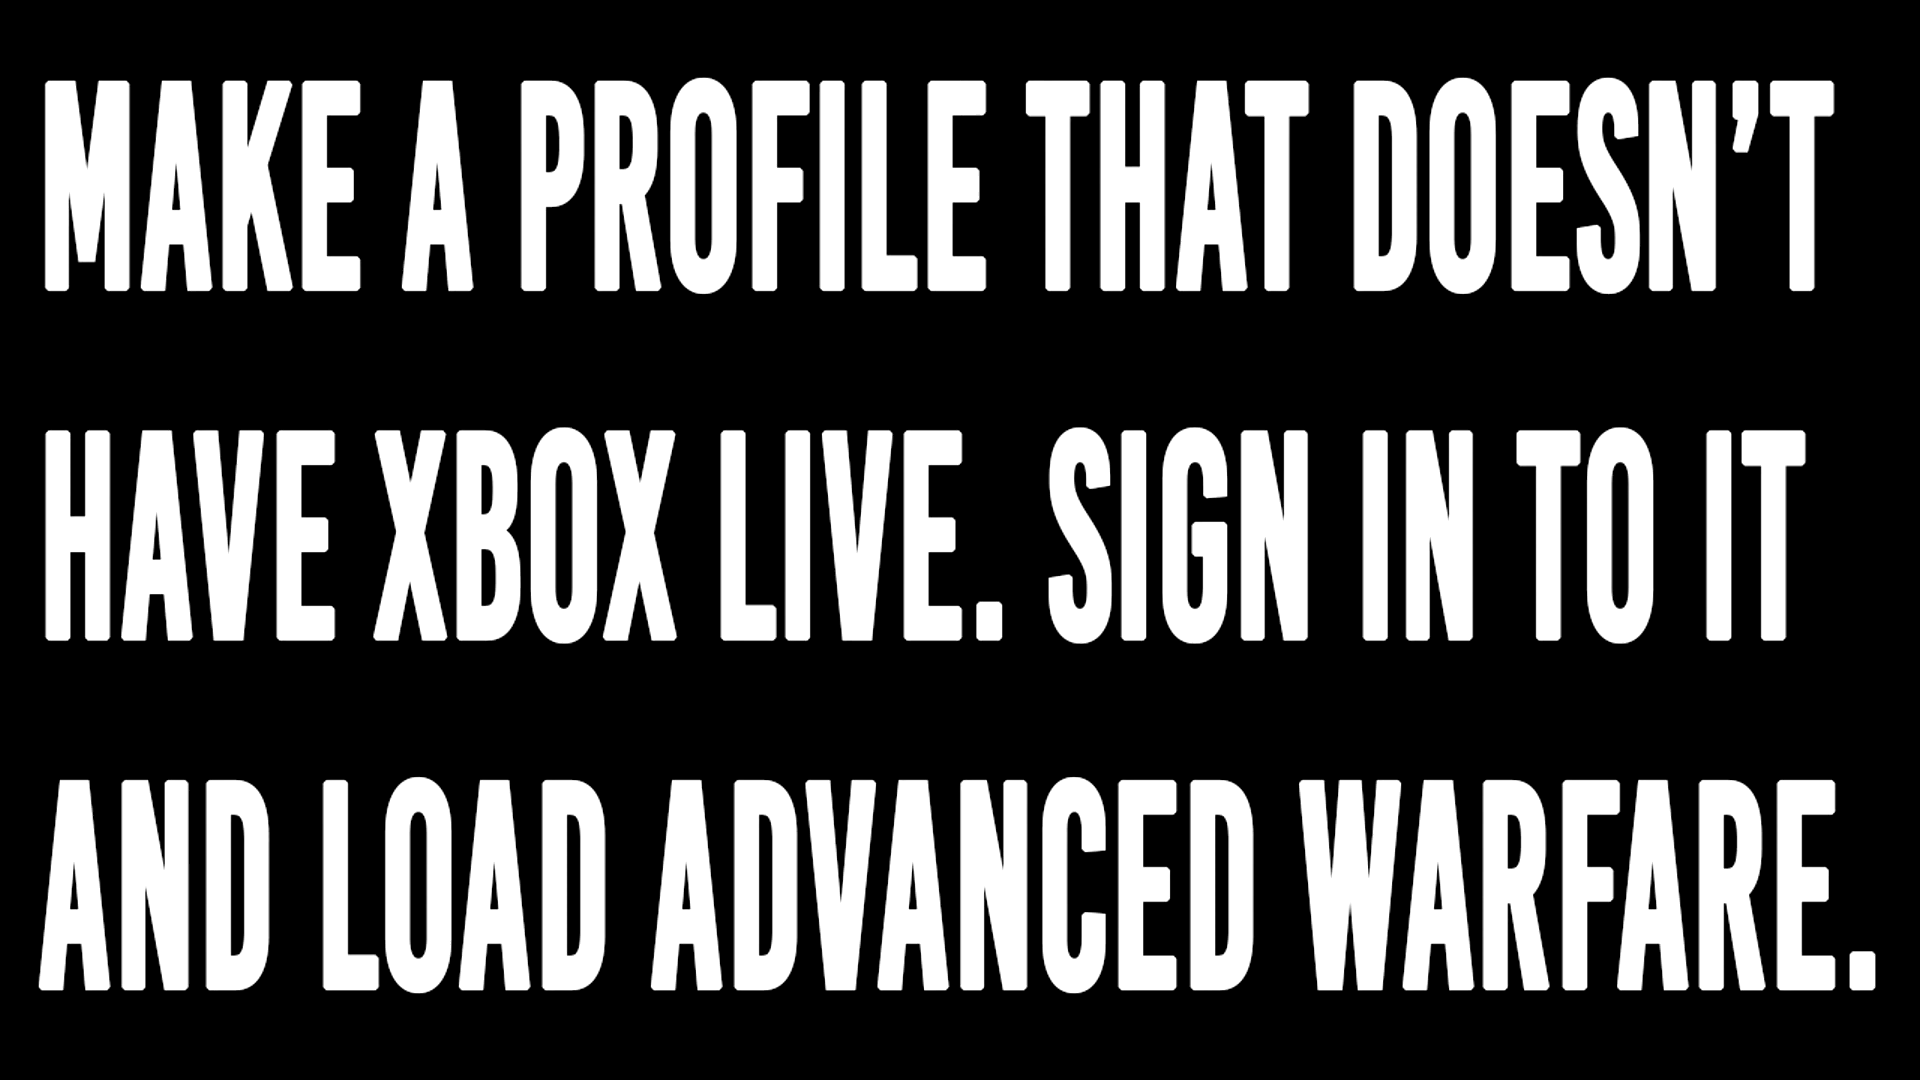 MAKE A PROFILE THAT DOESN'T
HAVE XBOX LIVE. SIGN IN TO IT
AND LOAD ADVANCED WARFARE.